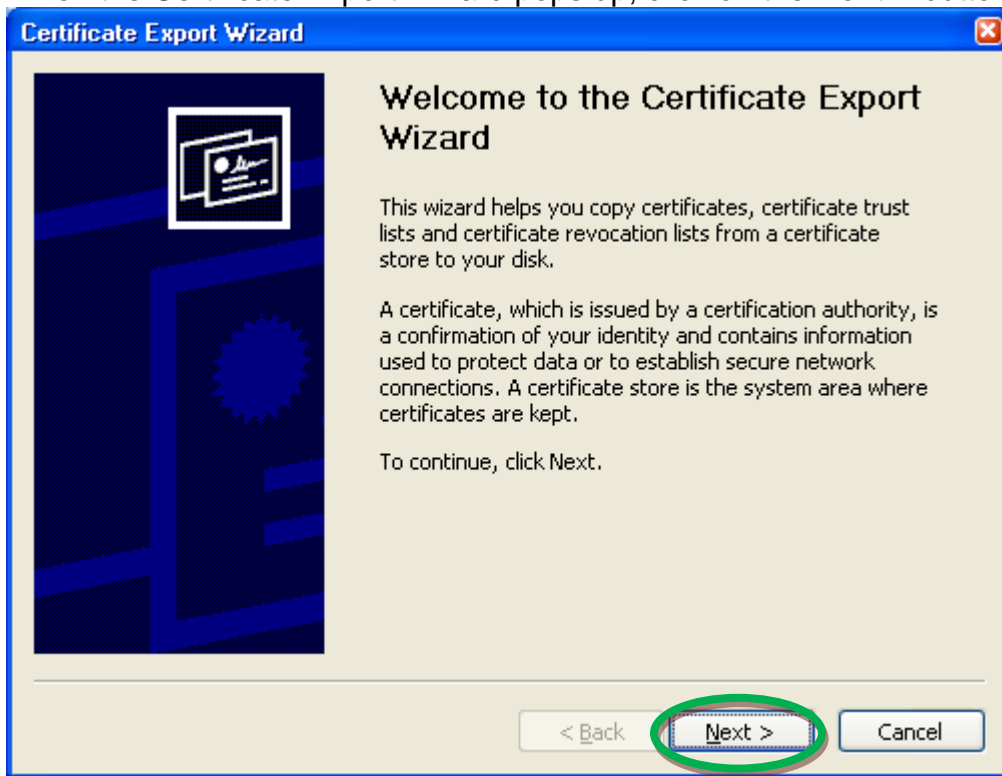 Certificate Export Wizard
Welcome to the Certificate Export
Wizard
This wizard helps you copy certificates, certificate trust
lists and certificate revocation lists from a certificate
store to your disk.
A certificate, which is issued by a certification authority, is
a confirmation of your identity and contains information
used to protect data or to establish secure network
connections. A certificate store is the system area where
certificates are kept.
To continue, click Next.
< Back Next > Cancel